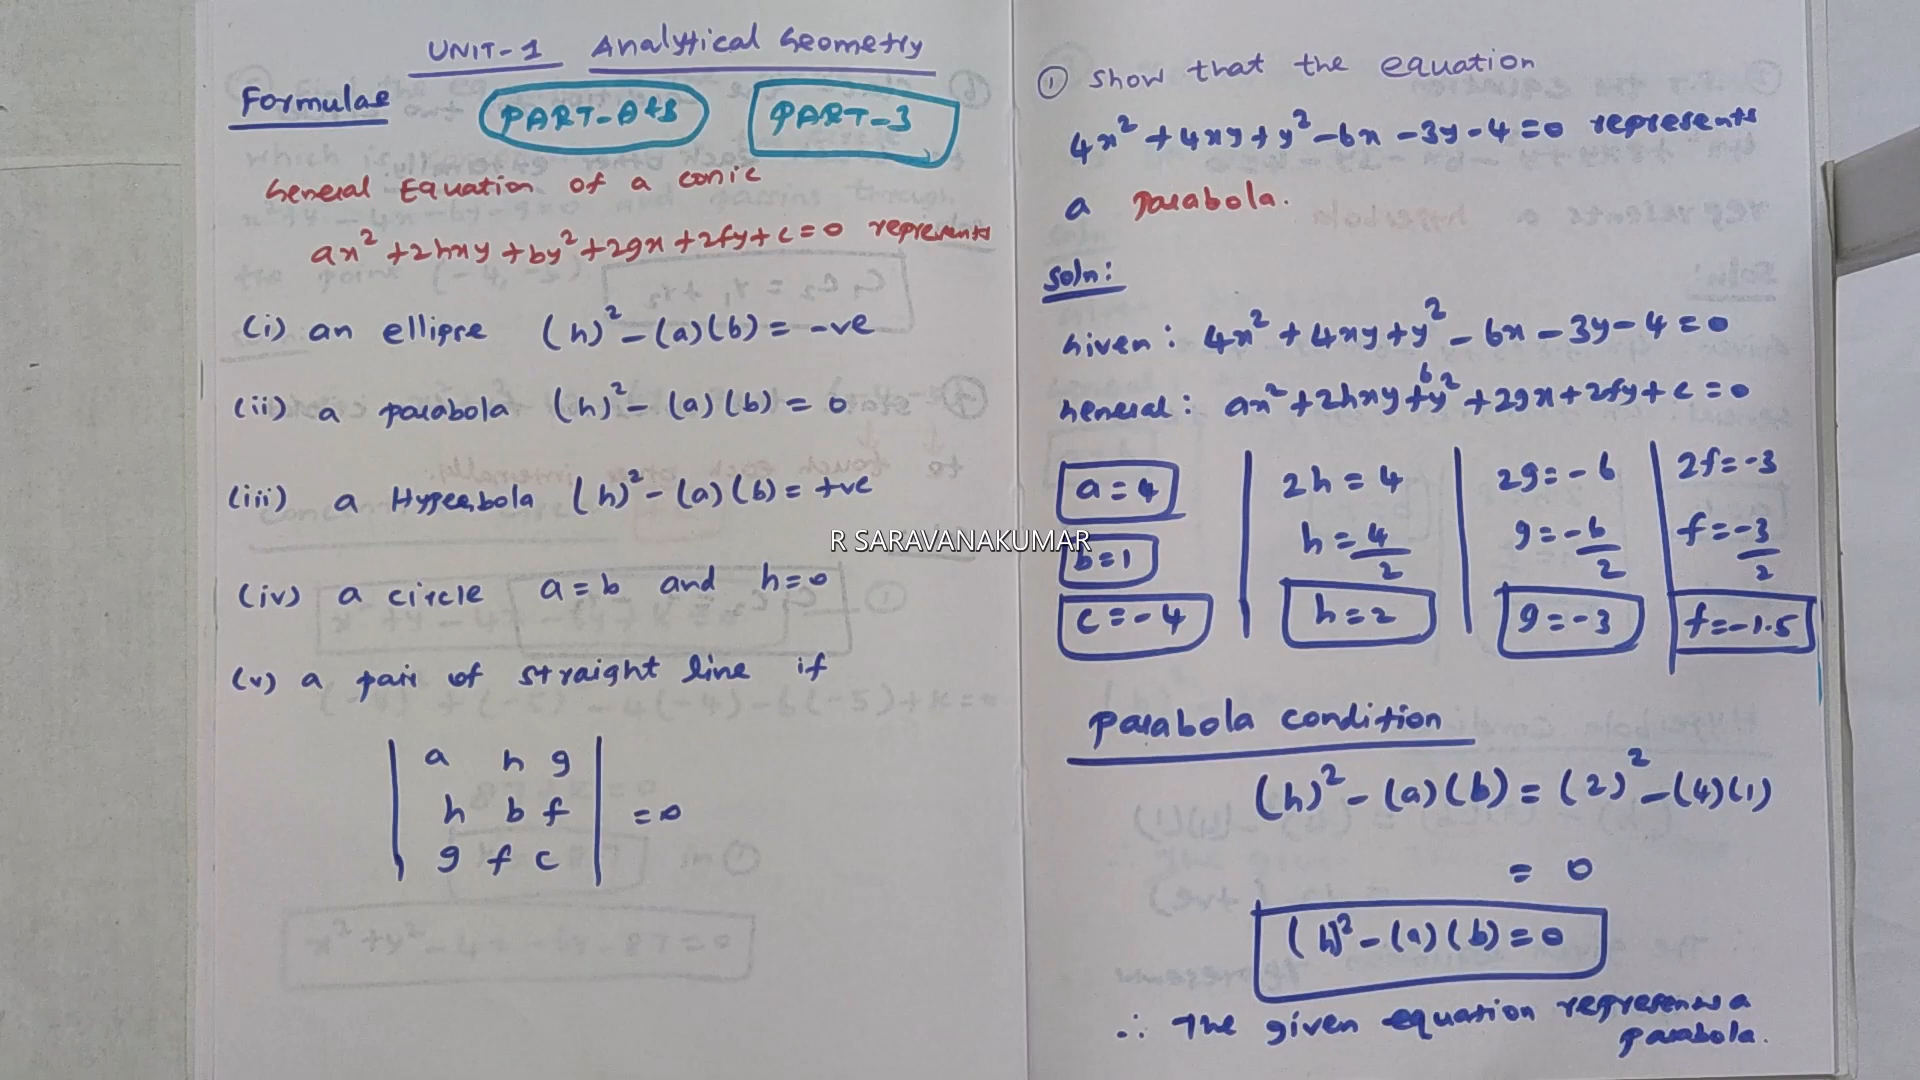 UNIT-1 Analytical Geometry
Formulae
PART-A&B
PART-3
General Equation of a conic
ax² + 2hxy + by² + 2gx + 2fy + c = 0 represents
(i) an ellipse (h)² - (a)(b) = -ve
(ii) a parabola (h)² - (a)(b) = 0
(iii) a Hyperbola (h)² - (a)(b) = +ve
(iv) a circle a = b and h = 0
(v) a pair of straight line if
| a h g |
| h b f | = 0
| g f c |
① Show that the equation
4x² + 4xy + y² - 6x - 3y - 4 = 0 represents
a parabola.
Soln:
Given: 4x² + 4xy + y² - 6x - 3y - 4 = 0
General: ax² + 2hxy + by² + 2gx + 2fy + c = 0
a = 4
b = 1
c = -4
2h = 4
h = 4/2
h = 2
2g = -6
g = -6/2
g = -3
2f = -3
f = -3/2
f = -1.5
R SARAVANAKUMAR
parabola condition
(h)² - (a)(b) = (2)² - (4)(1)
= 0
(h)² - (a)(b) = 0
∴ The given equation represents a
parabola.